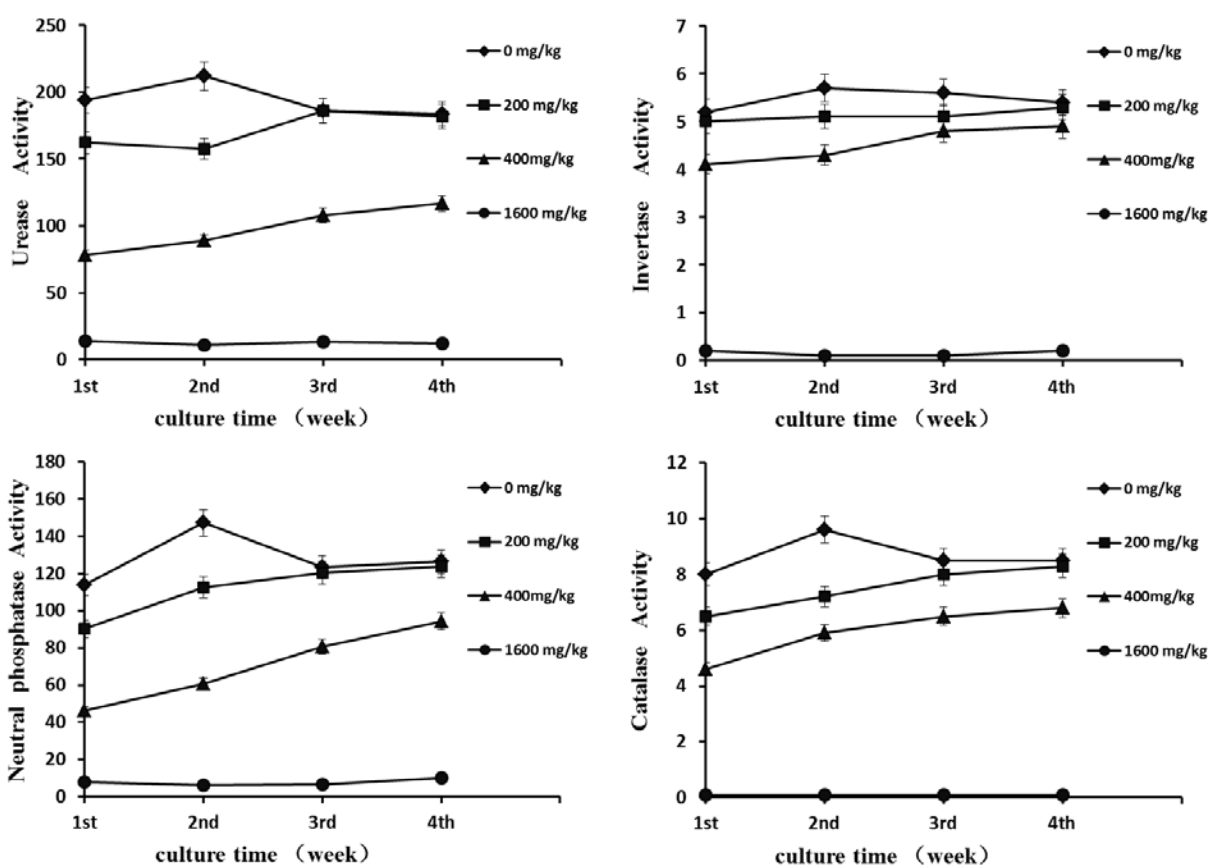 250
200
150
100
50
0
Urease Activity
1st 2nd 3rd 4th
culture time （week）
0 mg/kg
200 mg/kg
400mg/kg
1600 mg/kg
7
6
5
4
3
2
1
0
Invertase Activity
1st 2nd 3rd 4th
culture time （week）
0 mg/kg
200 mg/kg
400mg/kg
1600 mg/kg
180
160
140
120
100
80
60
40
20
0
Neutral phosphatase Activity
1st 2nd 3rd 4th
culture time （week）
0 mg/kg
200 mg/kg
400mg/kg
1600 mg/kg
12
10
8
6
4
2
0
Catalase Activity
1st 2nd 3rd 4th
culture time （week）
0 mg/kg
200 mg/kg
400mg/kg
1600 mg/kg